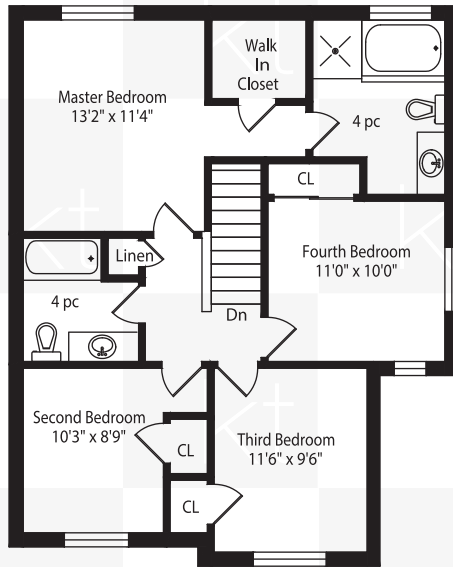 Walk
In
Closet
Master Bedroom
13'2" x 11'4"
4 pc
CL
Linen
Fourth Bedroom
11'0" x 10'0"
4 pc
Dn
Second Bedroom
10'3" x 8'9"
CL
Third Bedroom
11'6" x 9'6"
CL